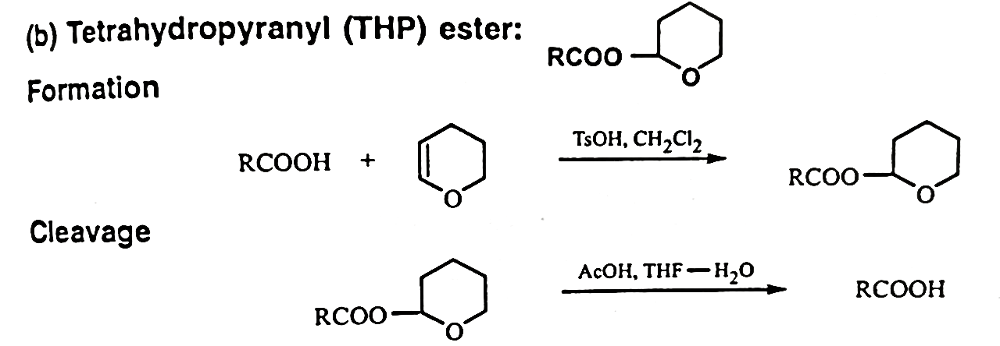 (b) Tetrahydropyranyl (THP) ester:
RCOO
O
Formation
RCOOH + O
TsOH, CH₂Cl₂
RCOO
O
Cleavage
RCOO
O
AcOH, THF—H₂O
RCOOH